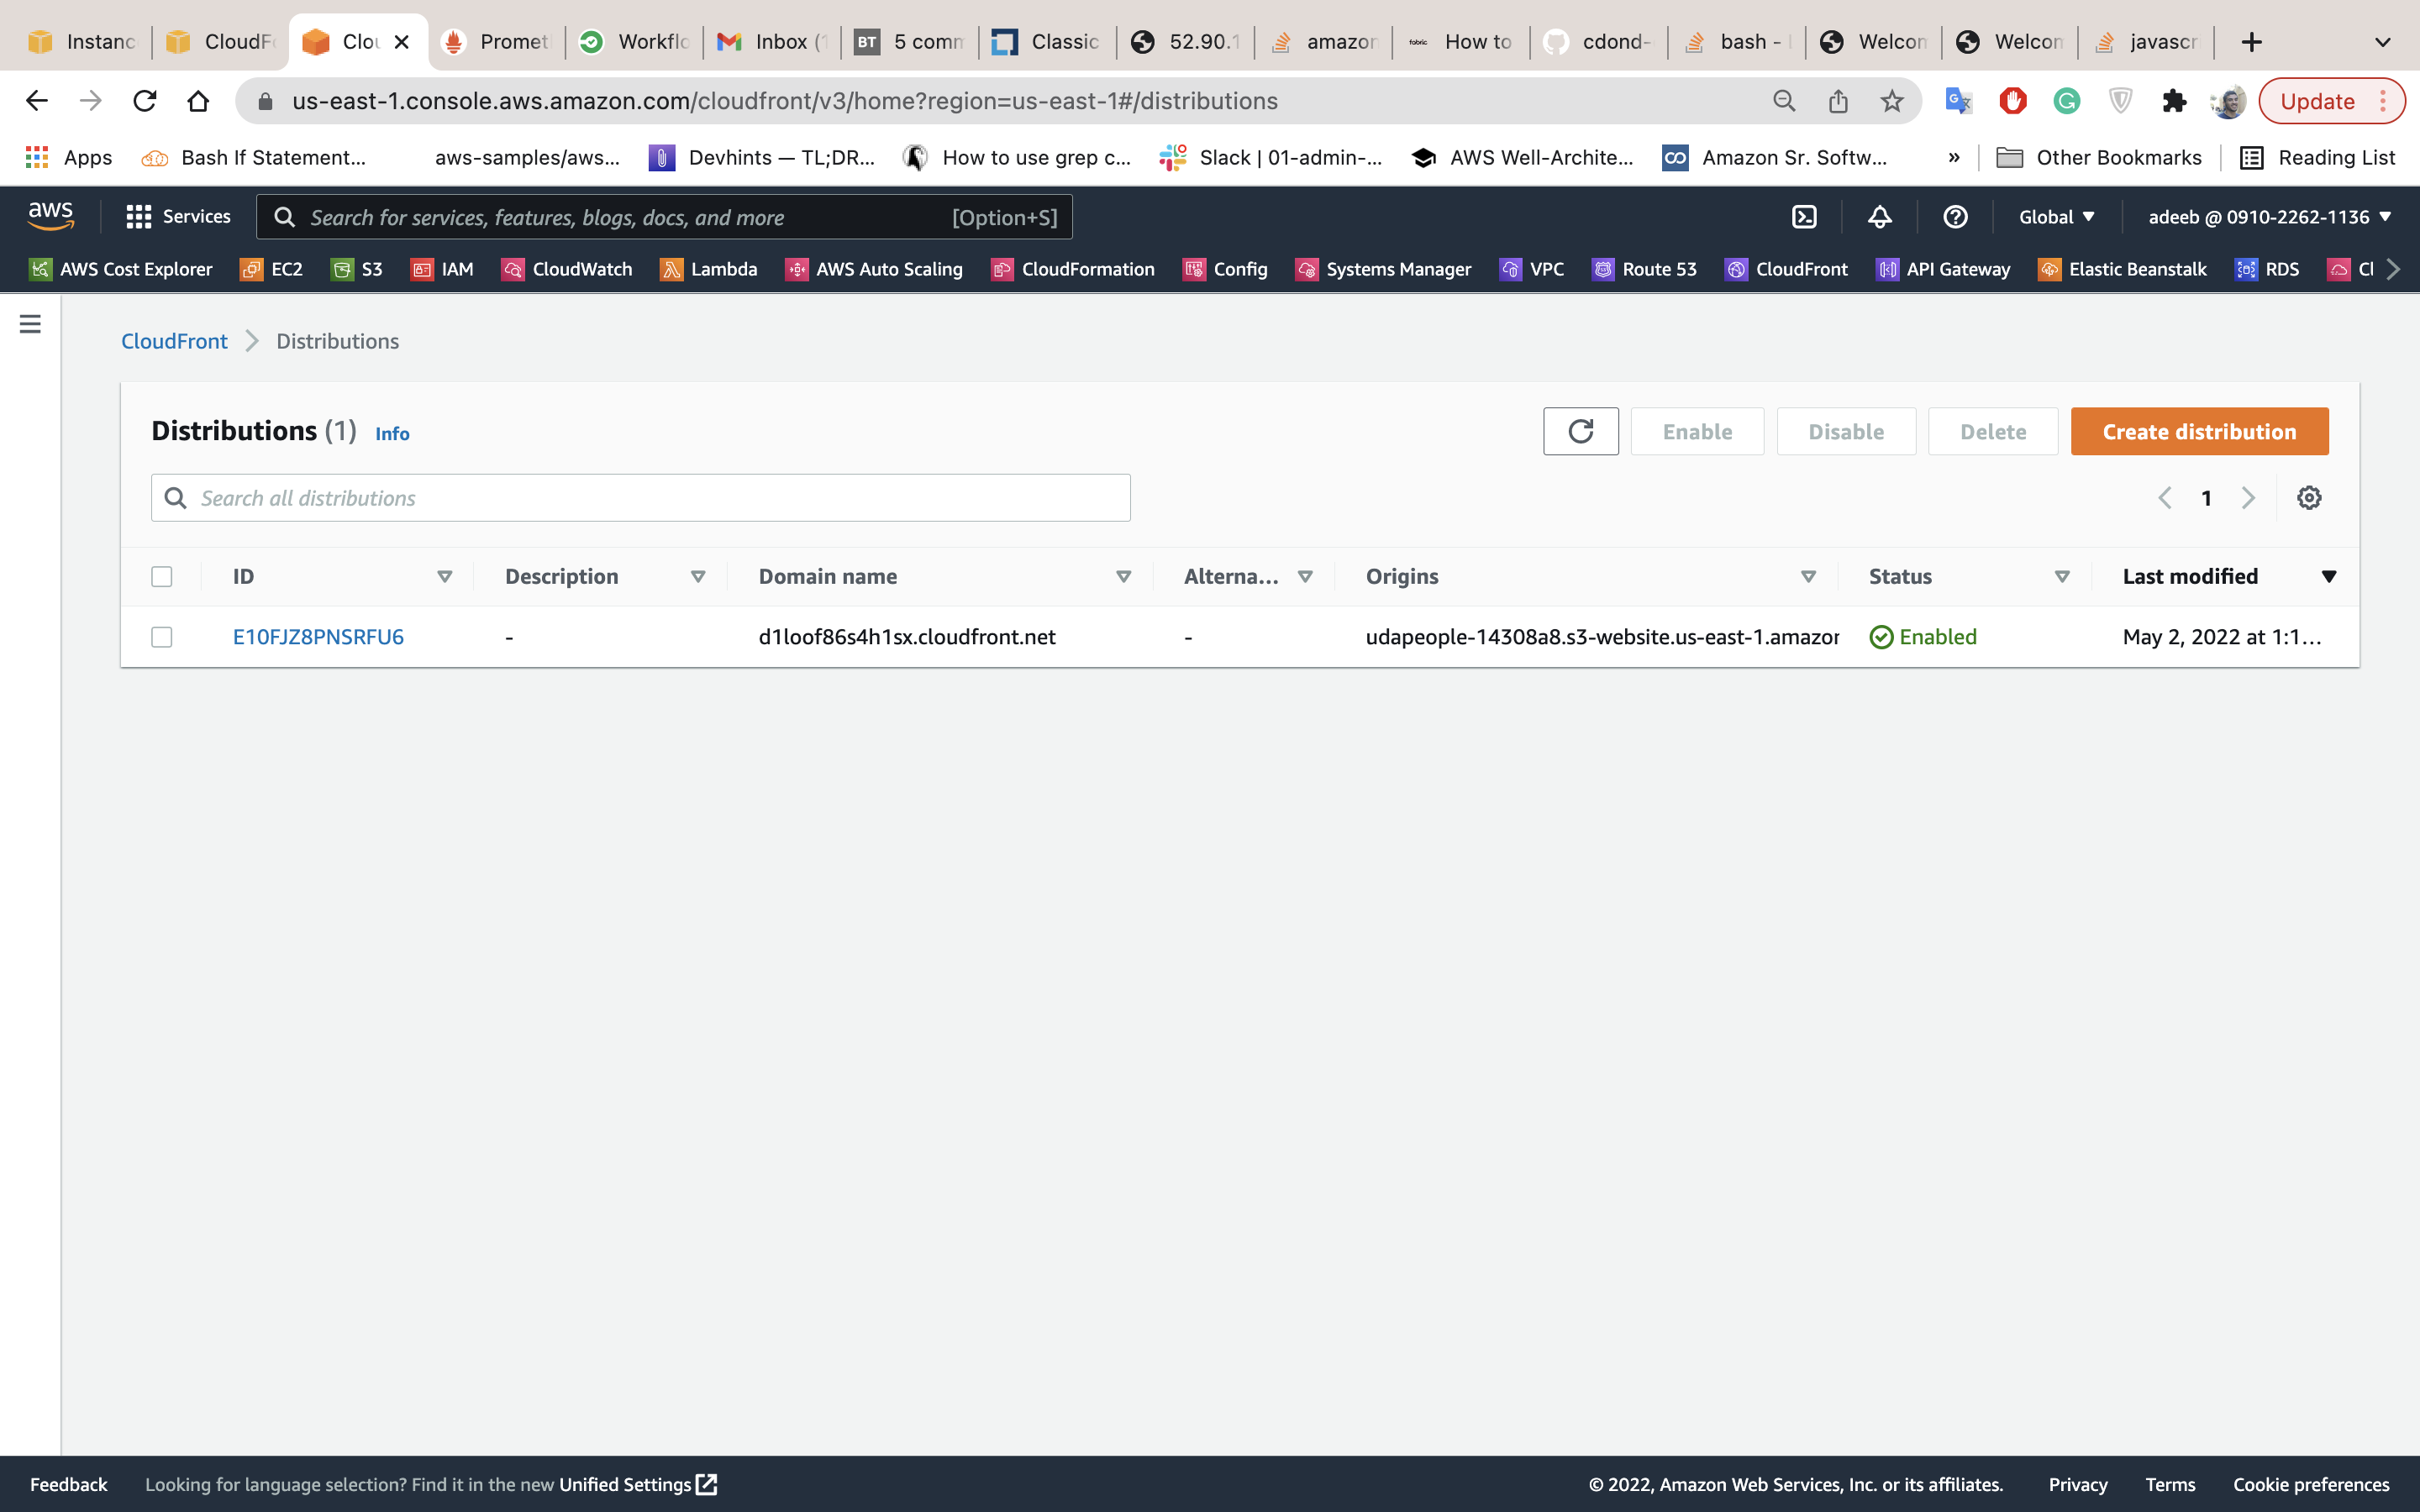 Instanc CloudFo Clou Promet Workflo Inbox (1 BT 5 comm Classic 52.90.1 amazon fabric How to cdond- bash - Welcom Welcom javascr
us-east-1.console.aws.amazon.com/cloudfront/v3/home?region=us-east-1#/distributions Update
Apps Bash If Statement... aws-samples/aws... Devhints — TL;DR... How to use grep c... Slack | 01-admin-... AWS Well-Archite... Amazon Sr. Softw... » Other Bookmarks Reading List
aws Services Search for services, features, blogs, docs, and more [Option+S] Global adeeb @ 0910-2262-1136
AWS Cost Explorer EC2 S3 IAM CloudWatch Lambda AWS Auto Scaling CloudFormation Config Systems Manager VPC Route 53 CloudFront API Gateway Elastic Beanstalk RDS Cl
CloudFront Distributions
Distributions (1) Info Enable Disable Delete Create distribution
Search all distributions 1
ID Description Domain name Alterna... Origins Status Last modified
E10FJZ8PNSRFU6 - d1loof86s4h1sx.cloudfront.net - udapeople-14308a8.s3-website.us-east-1.amazon Enabled May 2, 2022 at 1:1...
Feedback Looking for language selection? Find it in the new Unified Settings © 2022, Amazon Web Services, Inc. or its affiliates. Privacy Terms Cookie preferences